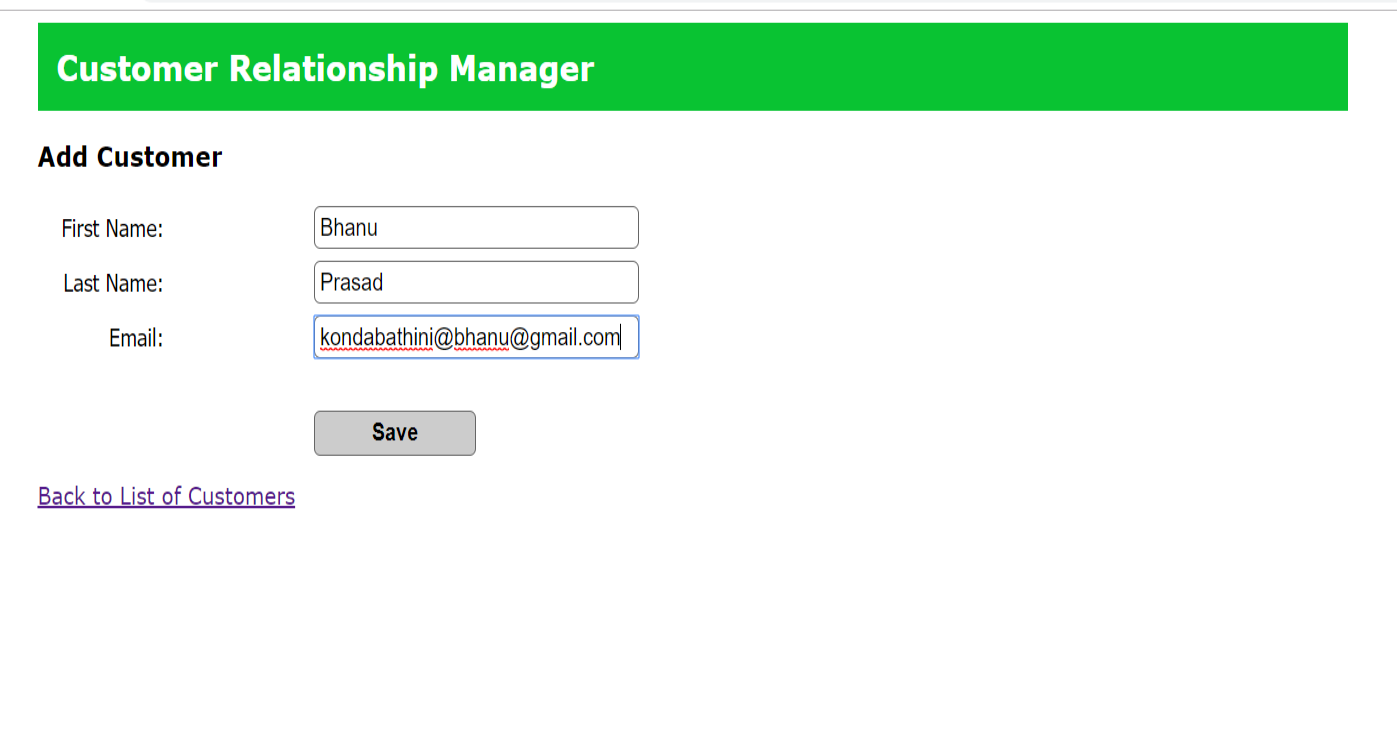 Customer Relationship Manager
Add Customer
First Name: Bhanu
Last Name: Prasad
Email: kondabathini@bhanu@gmail.com
Save
Back to List of Customers